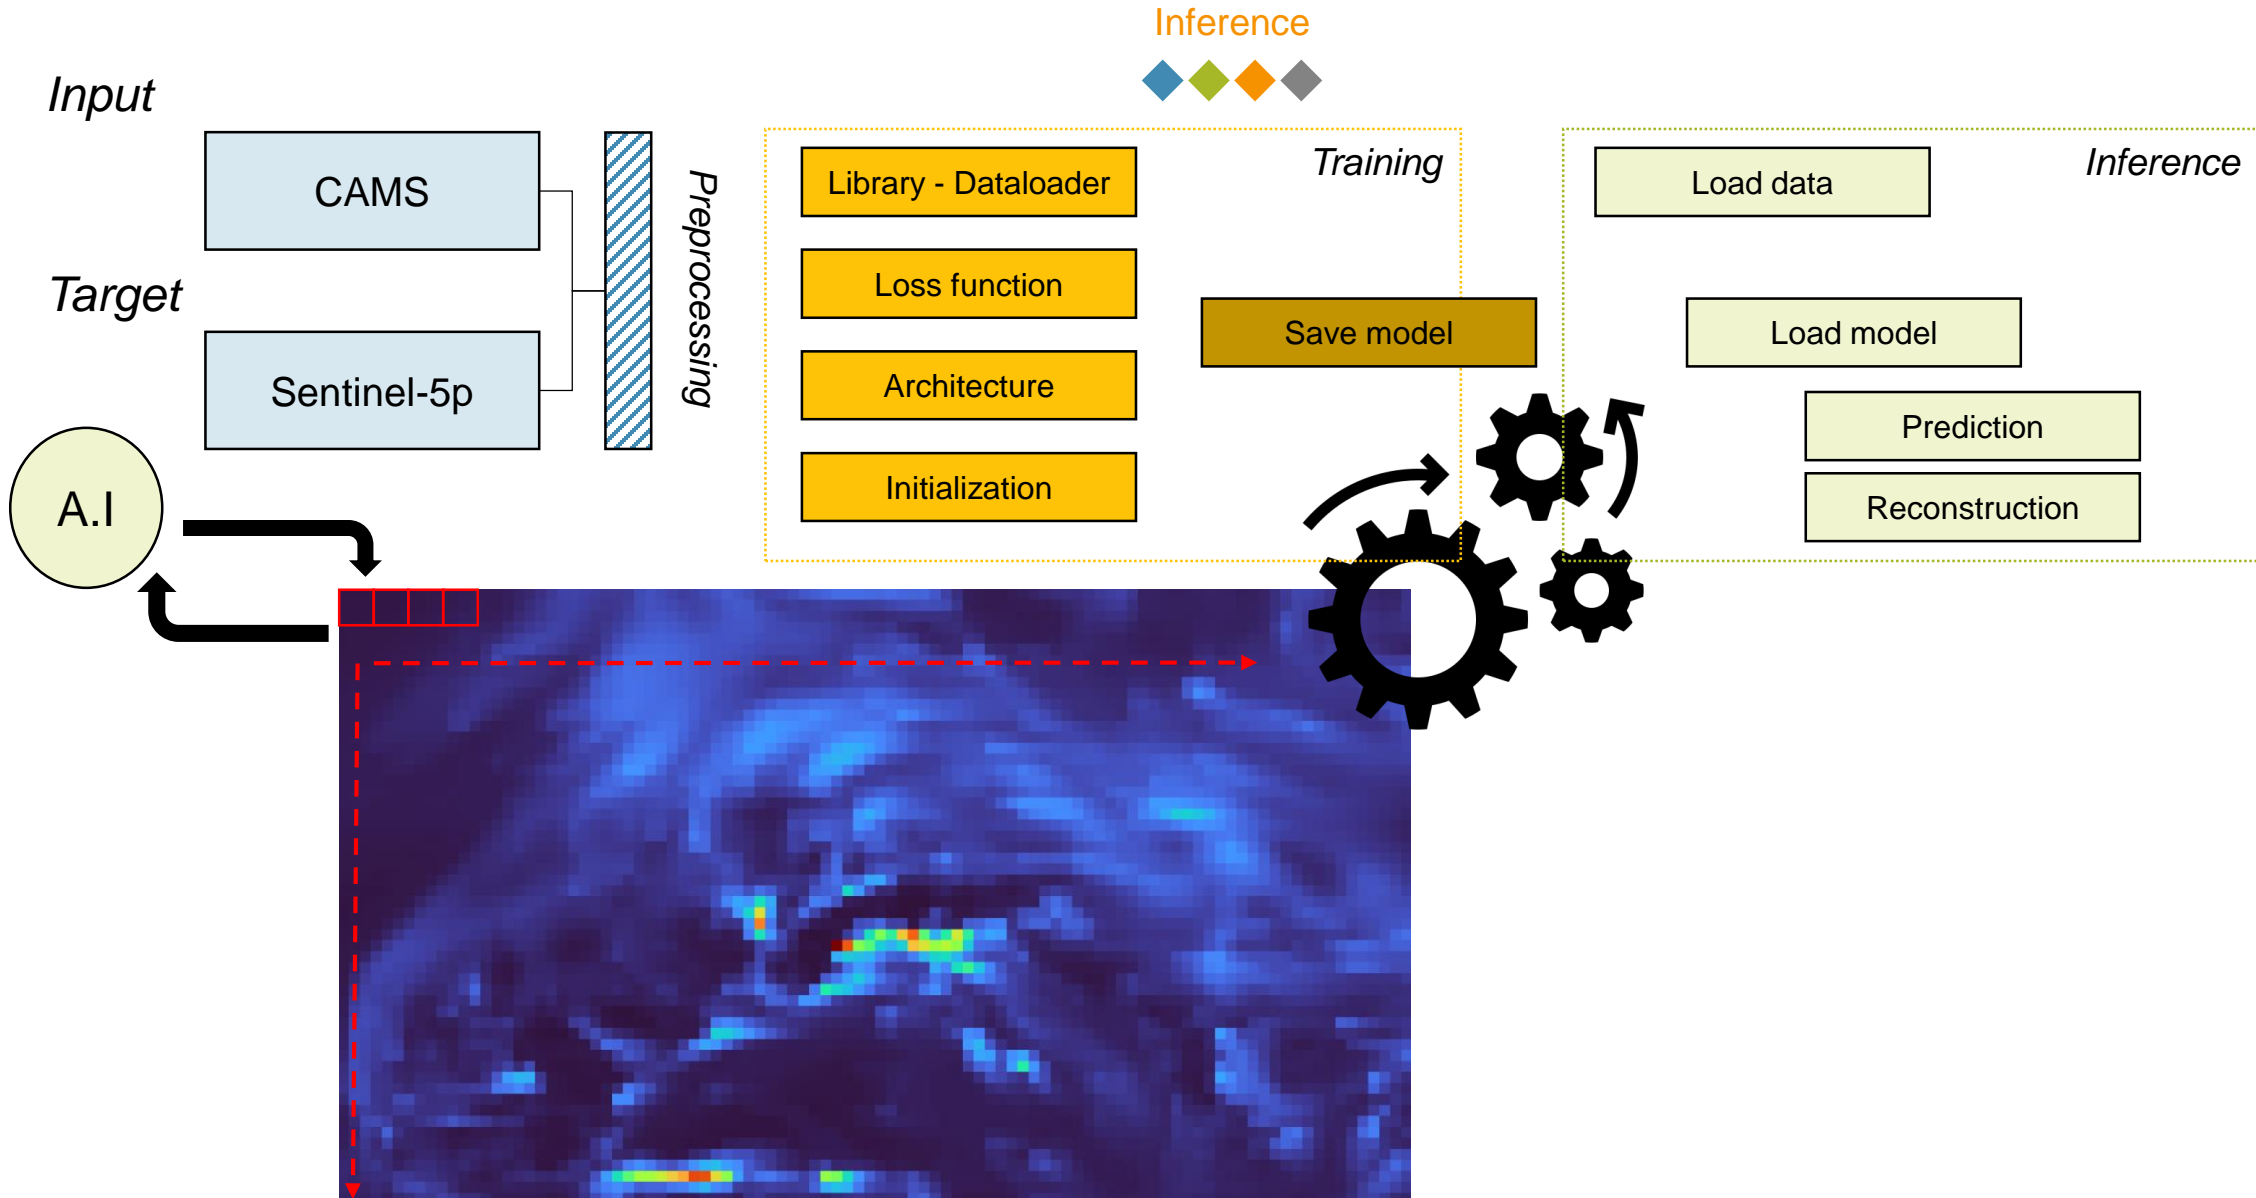 Inference
Input
CAMS
Target
Sentinel-5p
Preprocessing
Training
Library - Dataloader
Loss function
Architecture
Initialization
Save model
Inference
Load data
Load model
Prediction
Reconstruction
A.I